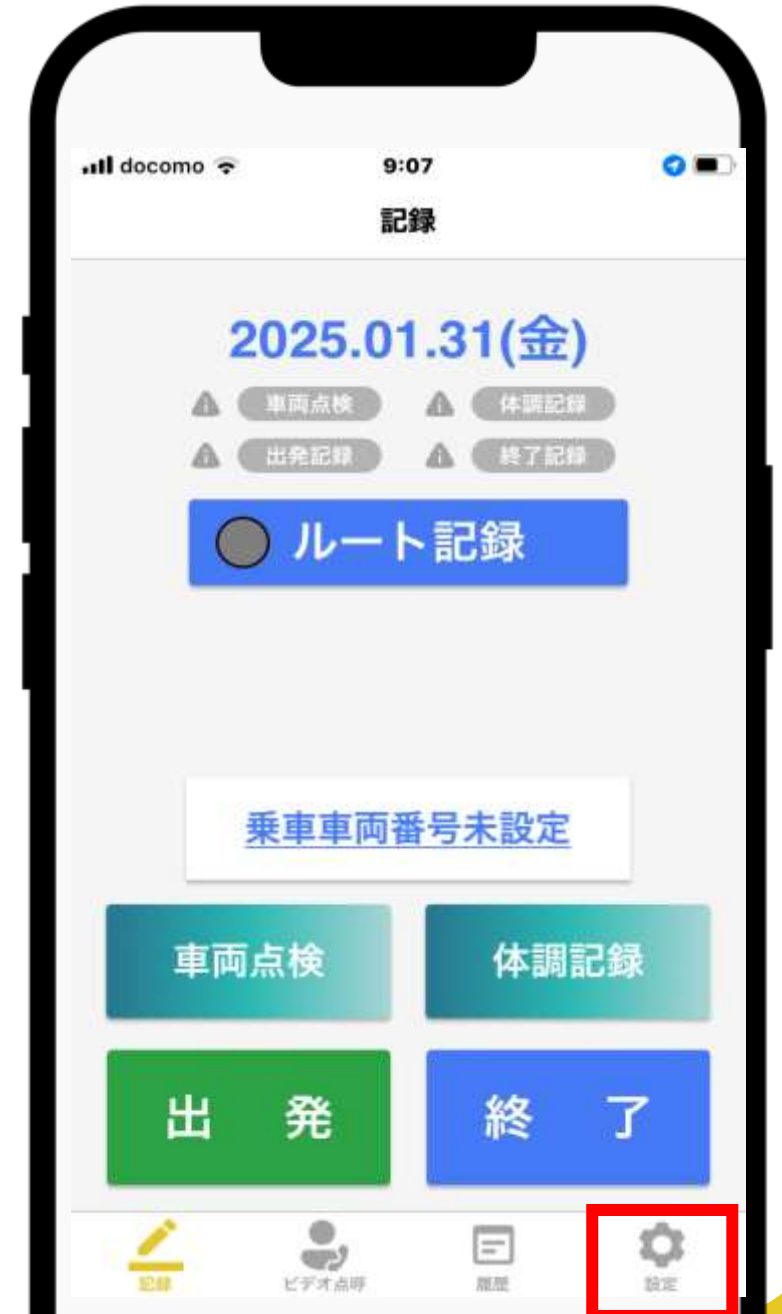 docomo 9:07
記録
2025.01.31(金)
車両点検 体調記録
出発記録 終了記録
ルート記録
乗車車両番号未設定
車両点検 体調記録
出 発 終 了
記録 ビデオ点呼 履歴 設定